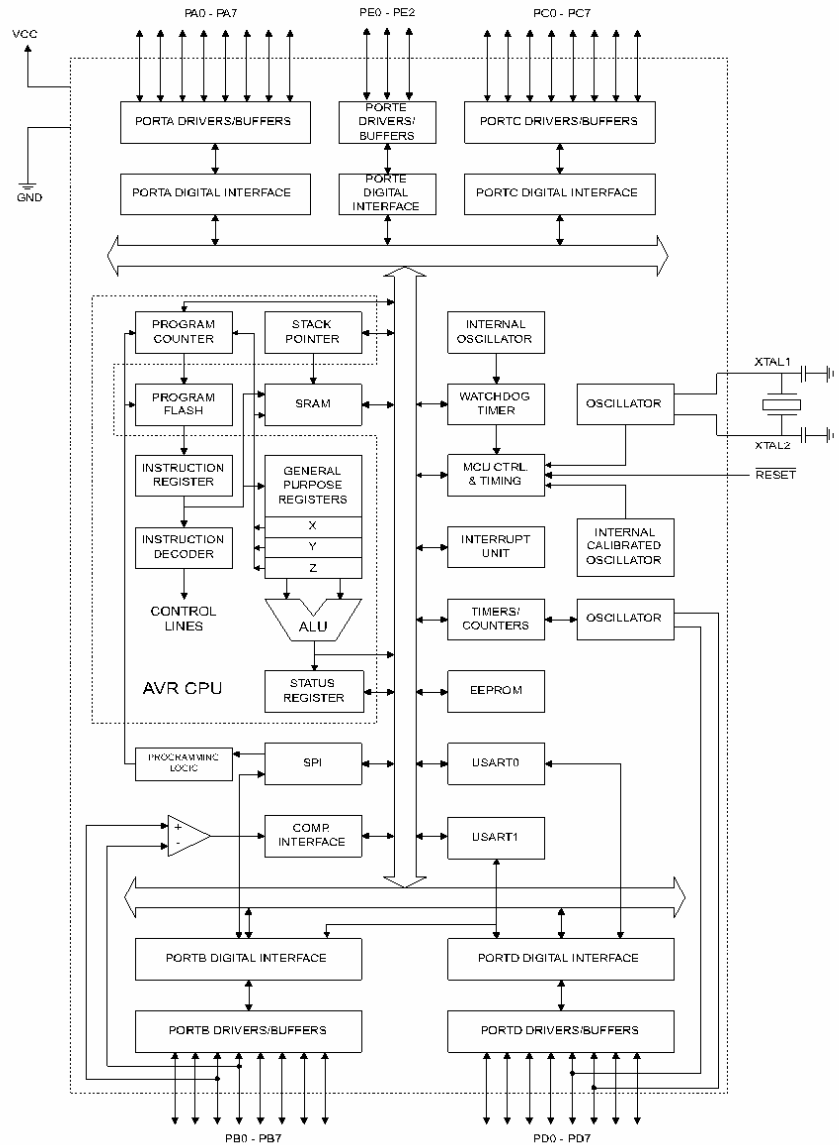 PA0 - PA7
PE0 - PE2
PC0 - PC7
VCC
GND
PORTA DRIVERS/BUFFERS
PORTE
DRIVERS/
BUFFERS
PORTC DRIVERS/BUFFERS
PORTA DIGITAL INTERFACE
PORTE
DIGITAL
INTERFACE
PORTC DIGITAL INTERFACE
PROGRAM
COUNTER
STACK
POINTER
INTERNAL
OSCILLATOR
XTAL1
PROGRAM
FLASH
SRAM
WATCHDOG
TIMER
OSCILLATOR
XTAL2
INSTRUCTION
REGISTER
GENERAL
PURPOSE
REGISTERS
MCU CTRL.
& TIMING
RESET
X
INSTRUCTION
DECODER
Y
INTERRUPT
UNIT
INTERNAL
CALIBRATED
OSCILLATOR
Z
CONTROL
LINES
ALU
TIMERS/
COUNTERS
OSCILLATOR
AVR CPU
STATUS
REGISTER
EEPROM
PROGRAMMING
LOGIC
SPI
USART0
+
-
COMP.
INTERFACE
USART1
PORTB DIGITAL INTERFACE
PORTD DIGITAL INTERFACE
PORTB DRIVERS/BUFFERS
PORTD DRIVERS/BUFFERS
PB0 - PB7
PD0 - PD7